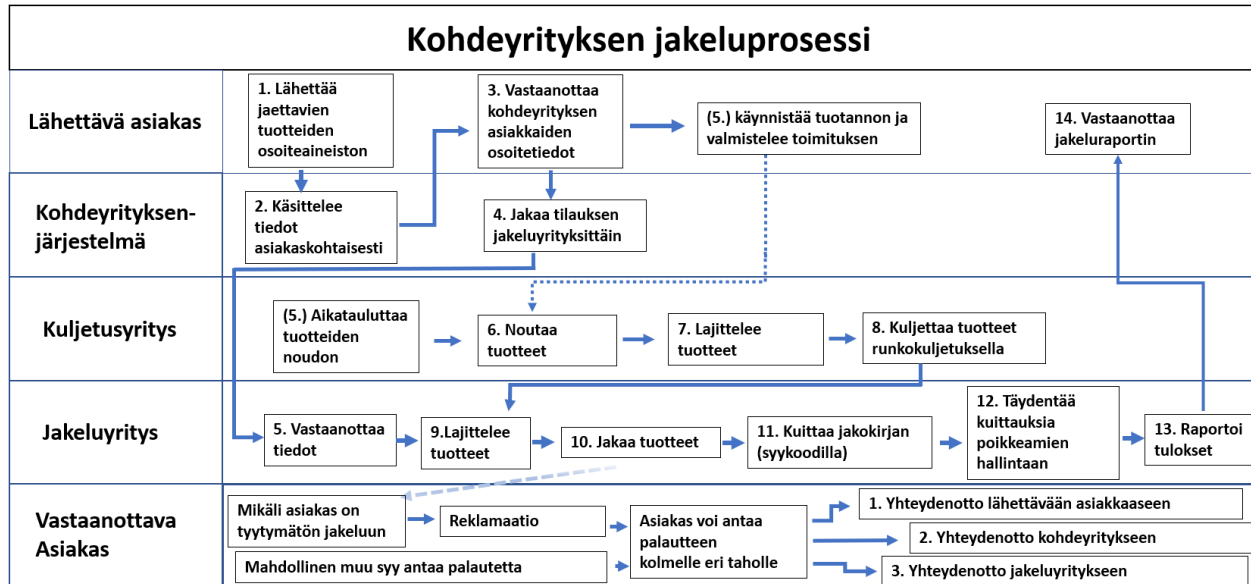 Kohdeyrityksen jakeluprosessi
Lähettävä asiakas
1. Lähettää
jaettavien
tuotteiden
osoiteaineiston
3. Vastaanottaa
kohdeyrityksen
asiakkaiden
osoitetiedot
(5.) käynnistää tuotannon ja
valmistelee toimituksen
14. Vastaanottaa
jakeluraportin
Kohdeyrityksen-
järjestelmä
2. Käsittelee
tiedot
asiakaskohtaisesti
4. Jakaa tilauksen
jakeluyrityksittäin
Kuljetusyritys
(5.) Aikatauluttaa
tuotteiden
noudon
6. Noutaa
tuotteet
7. Lajittelee
tuotteet
8. Kuljettaa tuotteet
runkokuljetuksella
Jakeluyritys
5. Vastaanottaa
tiedot
9.Lajittelee
tuotteet
10. Jakaa tuotteet
11. Kuittaa jakokirjan
(syykoodilla)
12. Täydentää
kuittauksia
poikkeamien
hallintaan
13. Raportoi
tulokset
Vastaanottava
Asiakas
Mikäli asiakas on
tyytymätön jakeluun
Reklamaatio
Mahdollinen muu syy antaa palautetta
Asiakas voi antaa
palautteen
kolmelle eri taholle
1. Yhteydenotto lähettävään asiakkaaseen
2. Yhteydenotto kohdeyritykseen
3. Yhteydenotto jakeluyritykseen